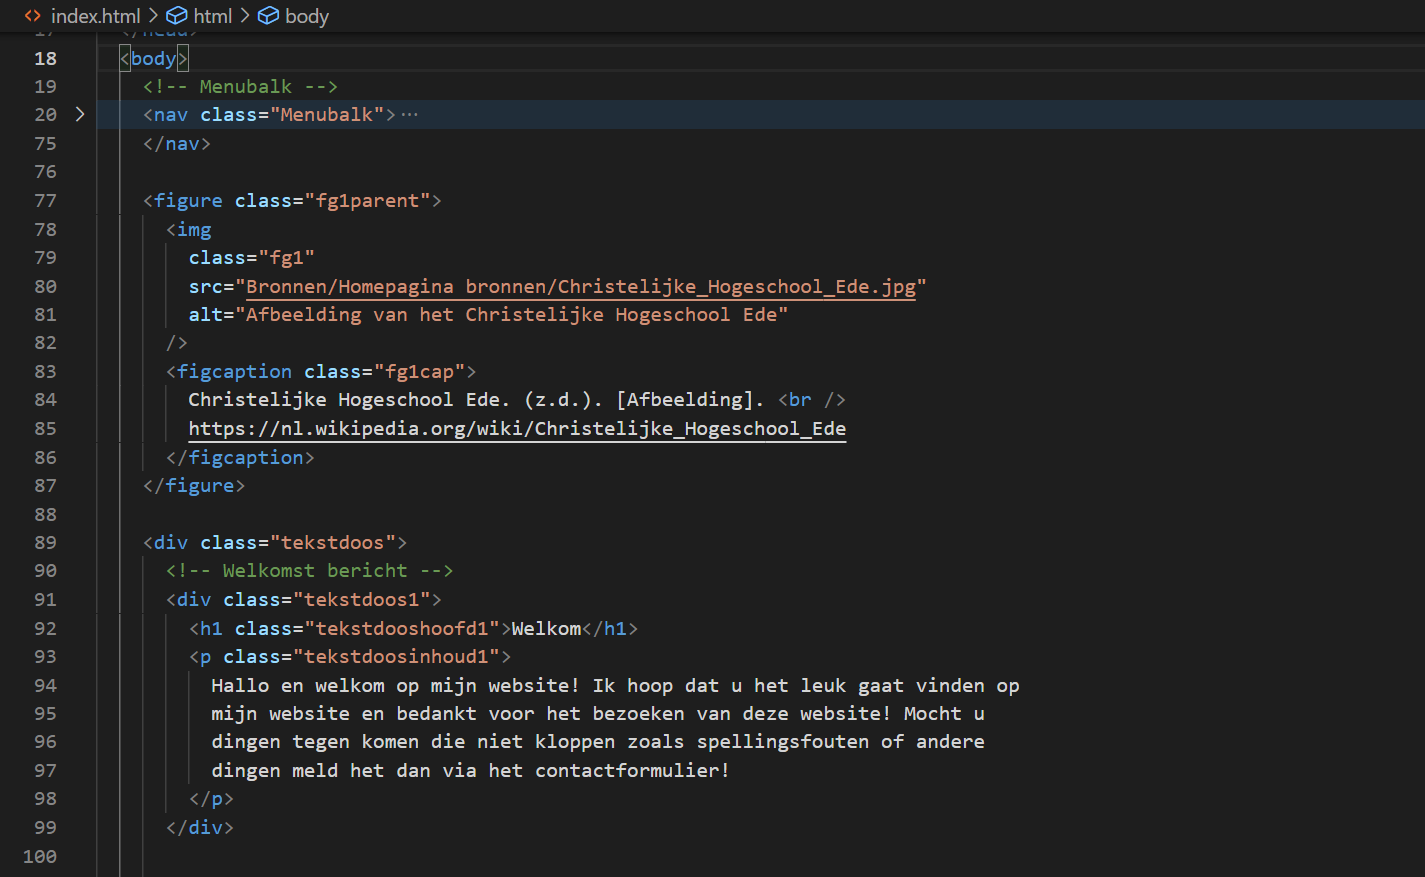 index.html > html > body
17 </head>
18 <body>
19 <!-- Menubalk -->
20 <nav class="Menubalk">···
75 </nav>
76
77 <figure class="fg1parent">
78 <img
79 class="fg1"
80 src="Bronnen/Homepagina bronnen/Christelijke_Hogeschool_Ede.jpg"
81 alt="Afbeelding van het Christelijke Hogeschool Ede"
82 />
83 <figcaption class="fg1cap">
84 Christelijke Hogeschool Ede. (z.d.). [Afbeelding]. <br />
85 https://nl.wikipedia.org/wiki/Christelijke_Hogeschool_Ede
86 </figcaption>
87 </figure>
88
89 <div class="tekstdoos">
90 <!-- Welkomst bericht -->
91 <div class="tekstdoos1">
92 <h1 class="tekstdooshoofd1">Welkom</h1>
93 <p class="tekstdoosinhoud1">
94 Hallo en welkom op mijn website! Ik hoop dat u het leuk gaat vinden op
95 mijn website en bedankt voor het bezoeken van deze website! Mocht u
96 dingen tegen komen die niet kloppen zoals spellingsfouten of andere
97 dingen meld het dan via het contactformulier!
98 </p>
99 </div>
100